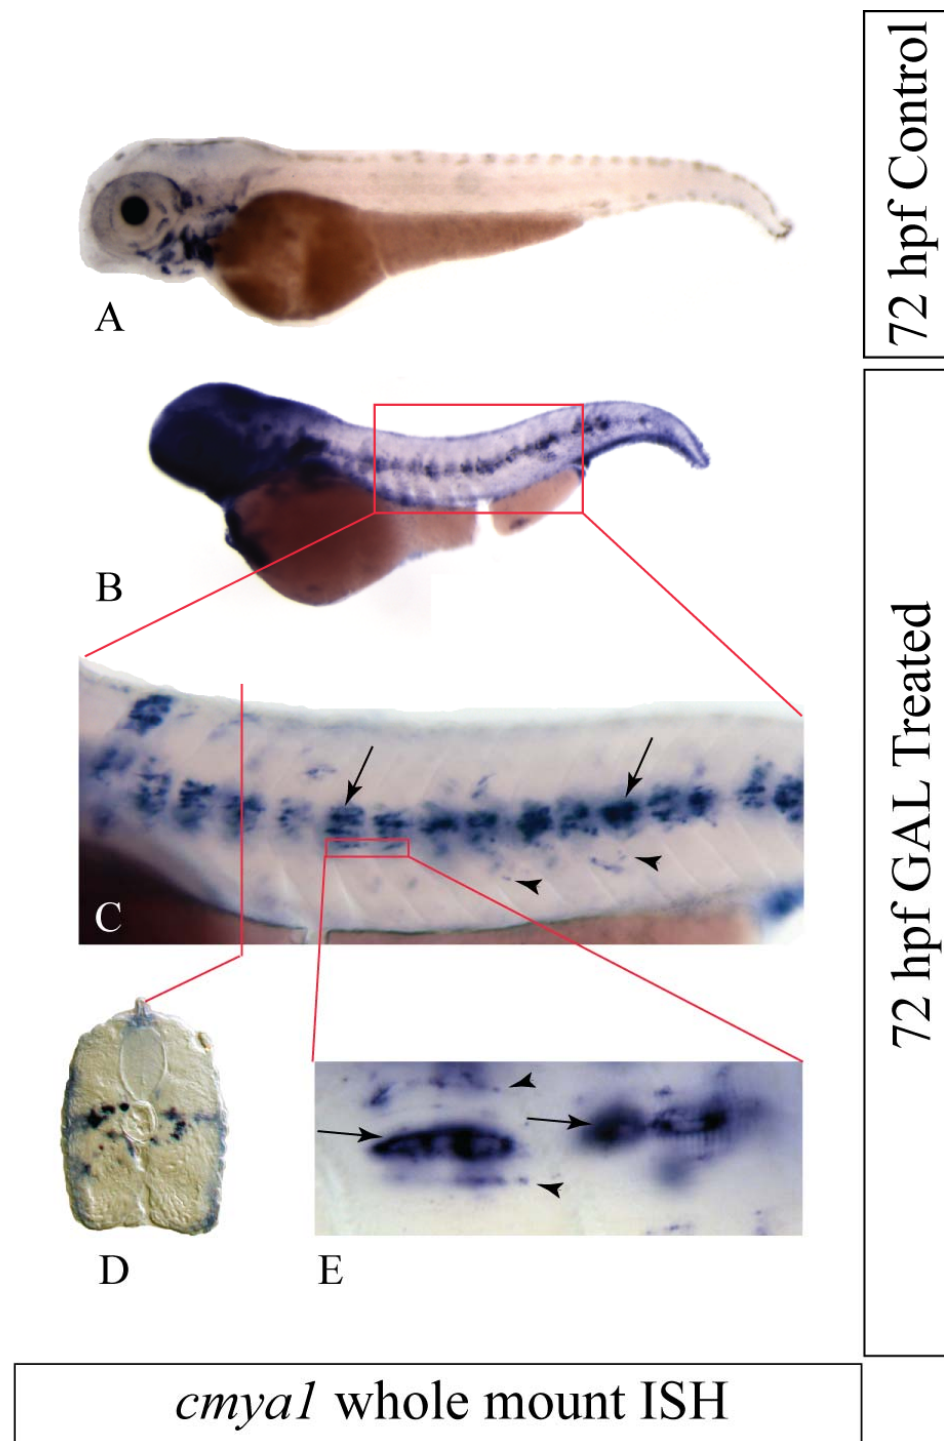 72 hpf Control
A
B
72 hpf GAL Treated
C
D
E
cmya1 whole mount ISH